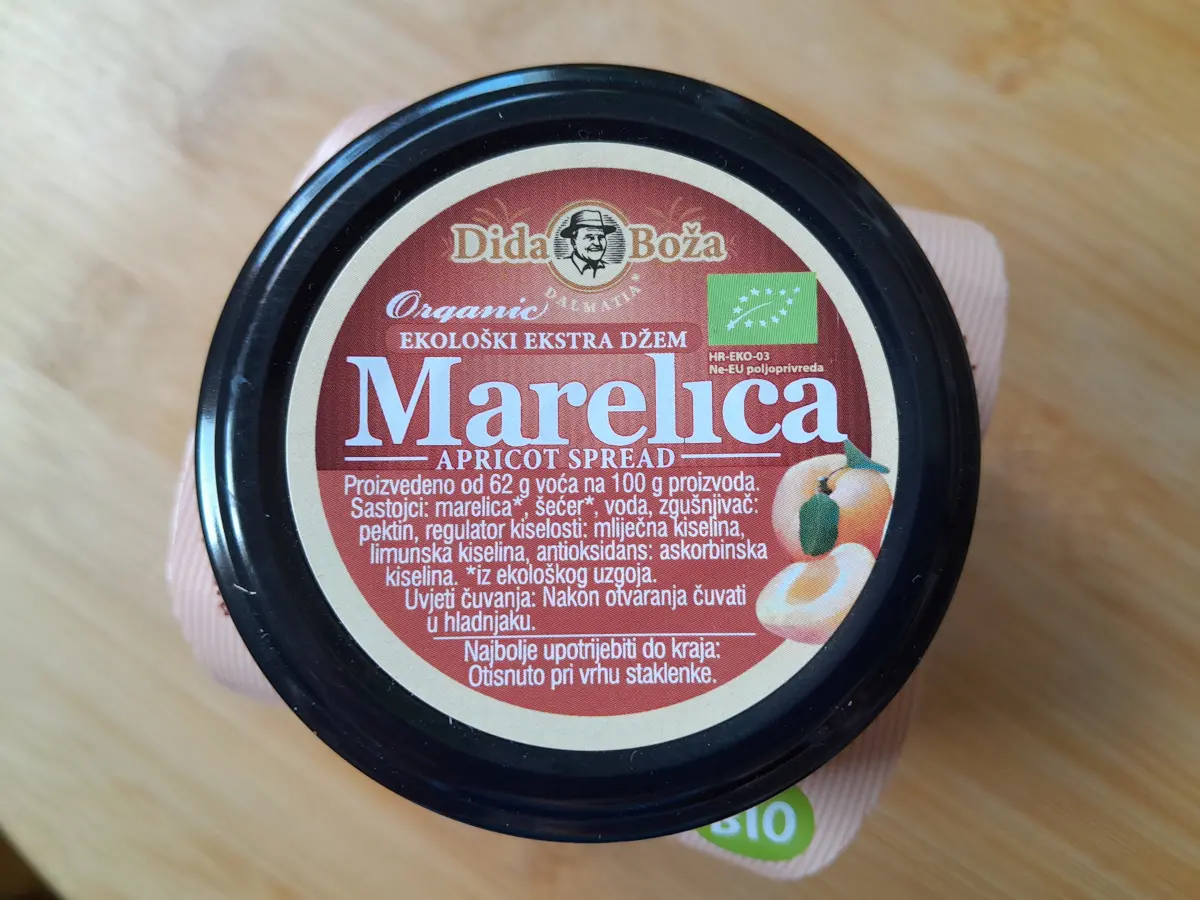 Dida Boža
DALMATIA®
Organic
EKOLOŠKI EKSTRA DŽEM
HR-EKO-03
Ne-EU poljoprivreda
Marelica
APRICOT SPREAD
Proizvedeno od 62 g voća na 100 g proizvoda.
Sastojci: marelica*, šećer*, voda, zgušnjivač:
pektin, regulator kiselosti: mliječna kiselina,
limunska kiselina, antioksidans: askorbinska
kiselina. *iz ekološkog uzgoja.
Uvjeti čuvanja: Nakon otvaranja čuvati
u hladnjaku.
Najbolje upotrijebiti do kraja:
Otisnuto pri vrhu staklenke.
BIO